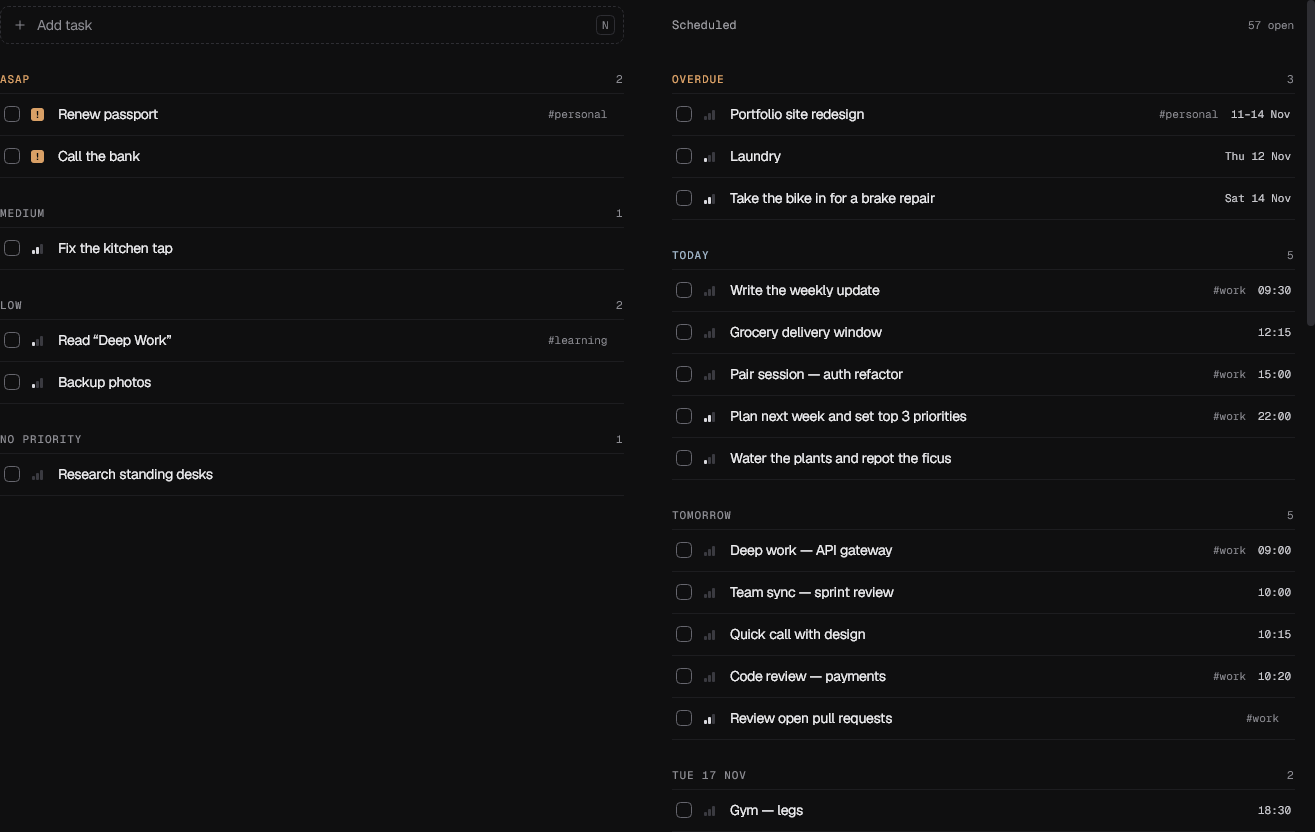 + Add task N
ASAP 2
! Renew passport #personal
! Call the bank
MEDIUM 1
Fix the kitchen tap
LOW 2
Read “Deep Work” #learning
Backup photos
NO PRIORITY 1
Research standing desks
Scheduled 57 open
OVERDUE 3
Portfolio site redesign #personal 11–14 Nov
Laundry Thu 12 Nov
Take the bike in for a brake repair Sat 14 Nov
TODAY 5
Write the weekly update #work 09:30
Grocery delivery window 12:15
Pair session — auth refactor #work 15:00
Plan next week and set top 3 priorities #work 22:00
Water the plants and repot the ficus
TOMORROW 5
Deep work — API gateway #work 09:00
Team sync — sprint review 10:00
Quick call with design 10:15
Code review — payments #work 10:20
Review open pull requests #work
TUE 17 NOV 2
Gym — legs 18:30